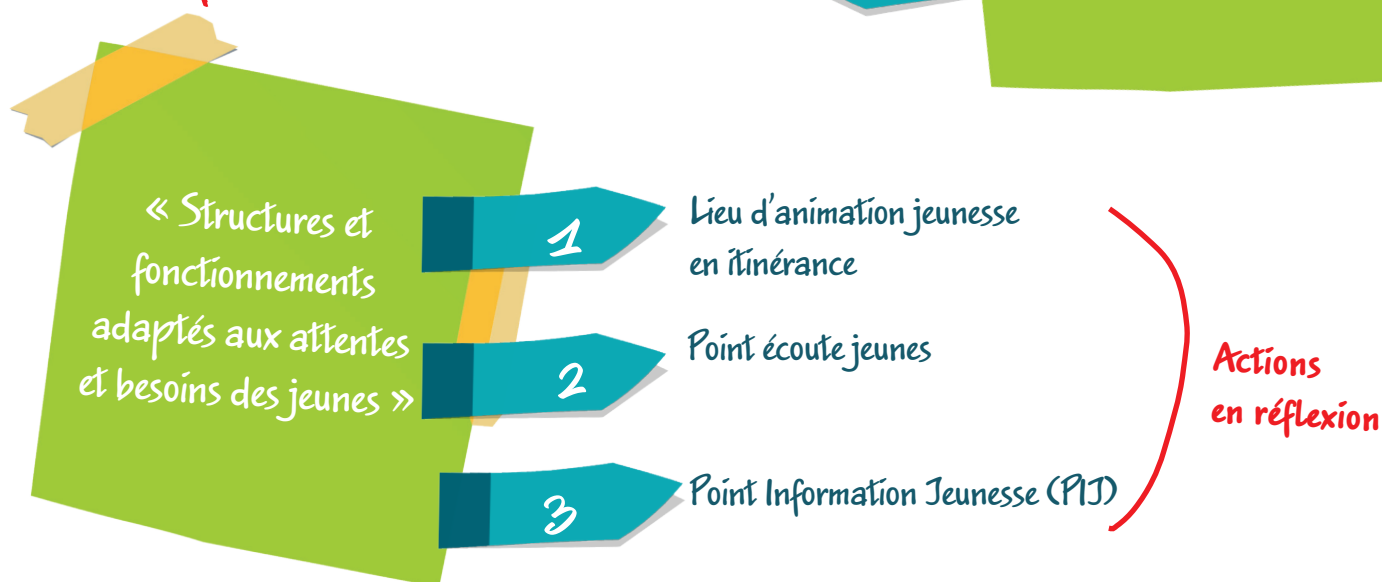 « Structures et
fonctionnements
adaptés aux attentes
et besoins des jeunes »
1
Lieu d'animation jeunesse
en itinérance
2
Point écoute jeunes
3
Point Information Jeunesse (PIJ)
Actions
en réflexion